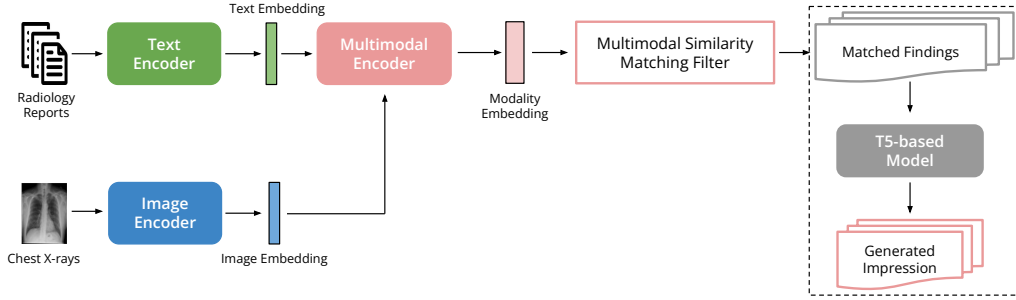 Radiology
Reports
Text
Encoder
Text Embedding
Multimodal
Encoder
Modality
Embedding
Multimodal Similarity
Matching Filter
Matched Findings
T5-based
Model
Generated
Impression
Chest X-rays
Image
Encoder
Image Embedding